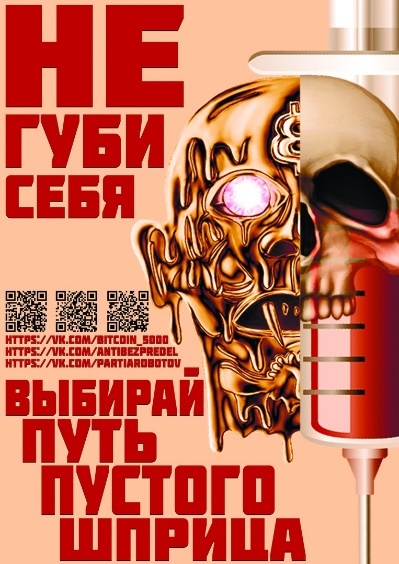 НЕ
ГУБИ
СЕБЯ
HTTPS://VK.COM/BITCOIN_5000
HTTPS://VK.COM/ANTIBEZPREDEL
HTTPS://VK.COM/PARTIAROBOTOV
ВЫБИРАЙ
ПУТЬ
ПУСТОГО
ШПРИЦА